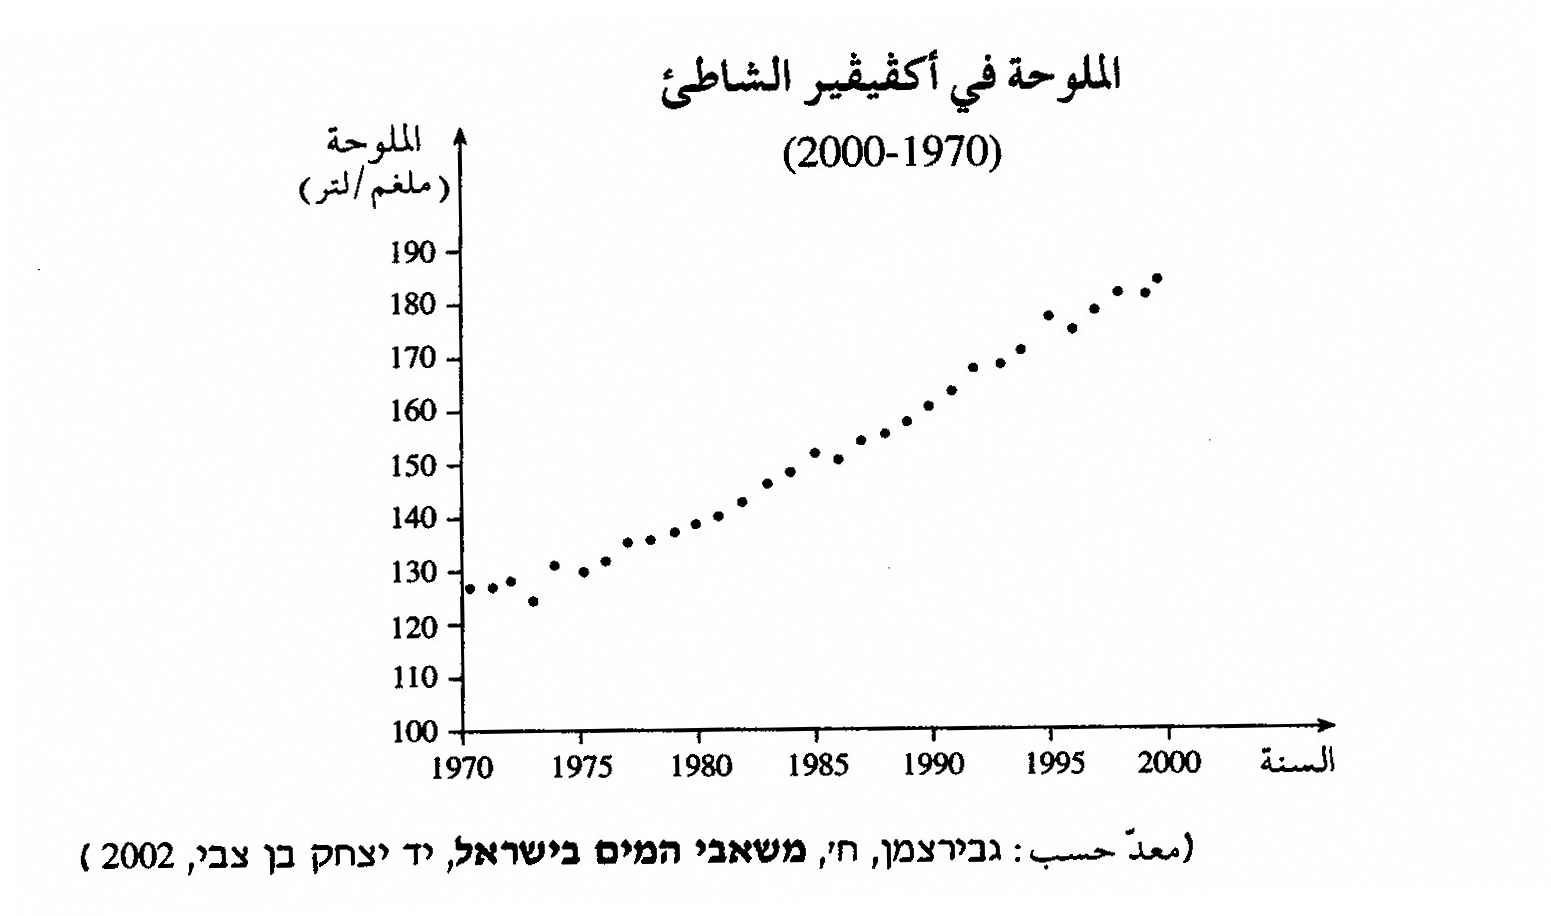 الملوحة في أكڤيڤير الشاطئ
(2000-1970)
الملوحة
(ملغم/لتر)
190
180
170
160
150
140
130
120
110
100
1970 1975 1980 1985 1990 1995 2000 السنة
(معدّ حسب: גבירצמן, ח', משאבי המים בישראל, יד יצחק בן צבי, 2002)